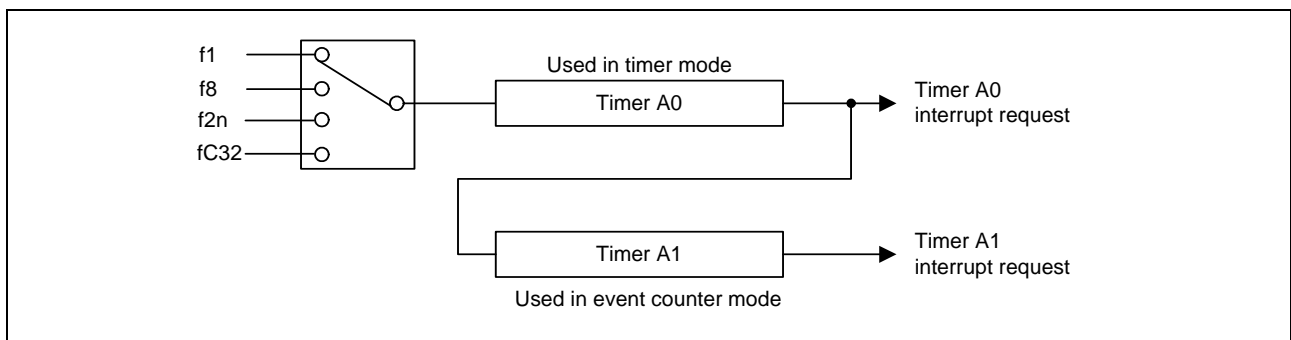 f1
f8
f2n
fC32
Used in timer mode
Timer A0
Timer A0
interrupt request
Timer A1
Timer A1
interrupt request
Used in event counter mode